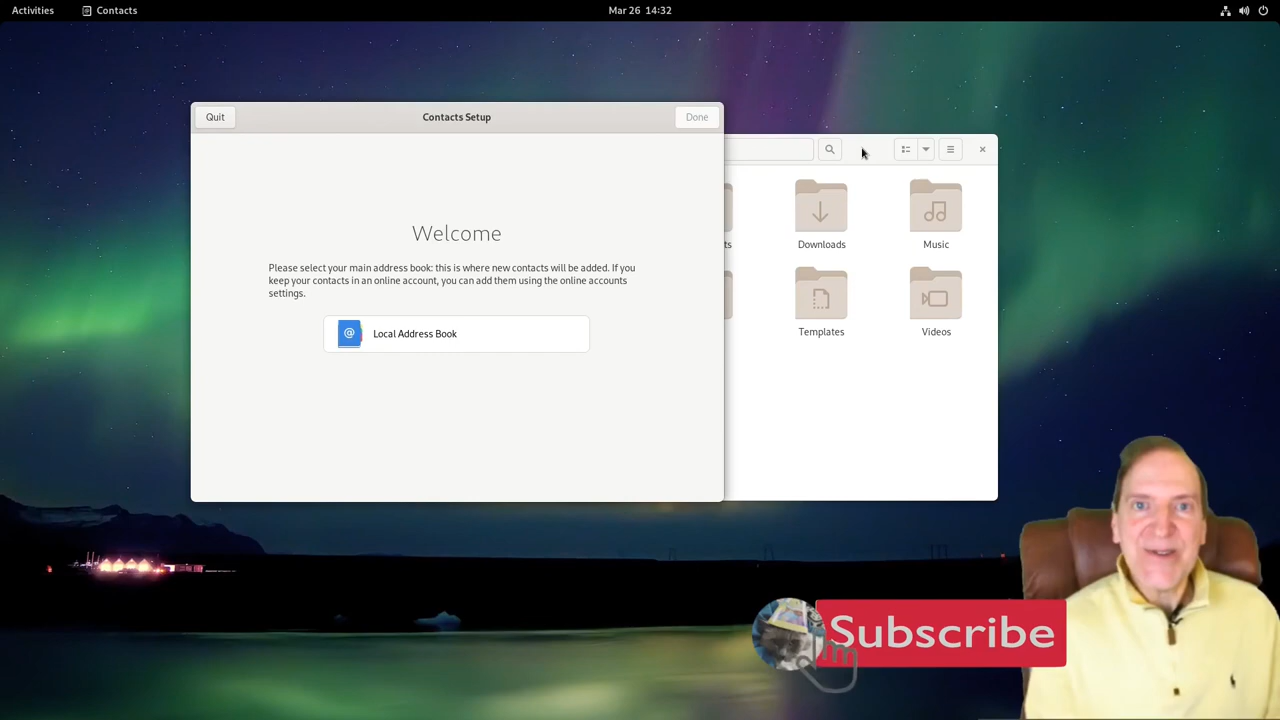 Activities
Contacts
Mar 26 14:32
Quit
Contacts Setup
Done
Welcome
Please select your main address book: this is where new contacts will be added. If you
keep your contacts in an online account, you can add them using the online accounts
settings.
@
Local Address Book
ts
Downloads
Music
Templates
Videos
Subscribe